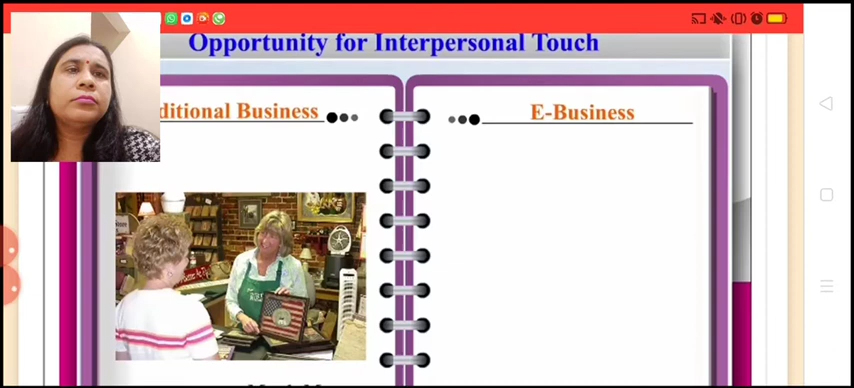 Opportunity for Interpersonal Touch
ditional Business
E-Business